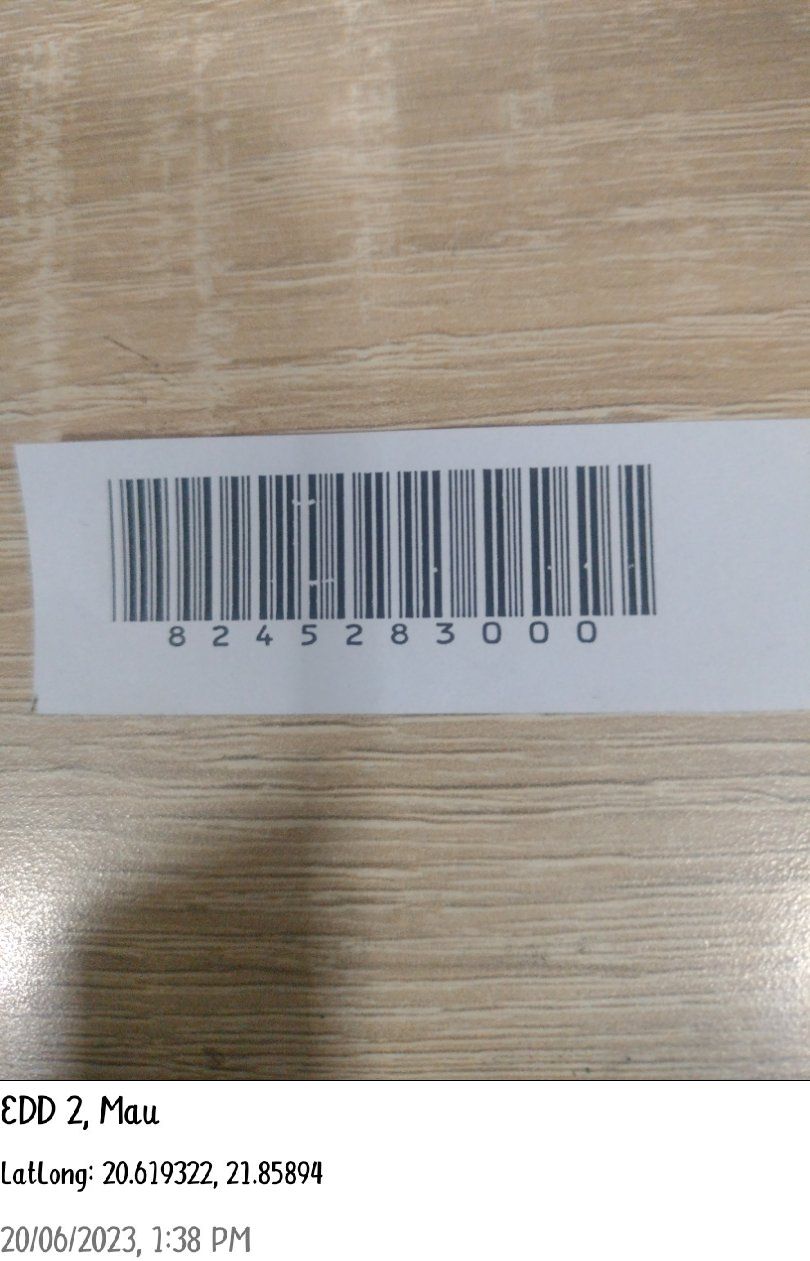 8245283000
EDD 2, Mau
LatLong: 20.619322, 21.85894
20/06/2023, 1:38 PM